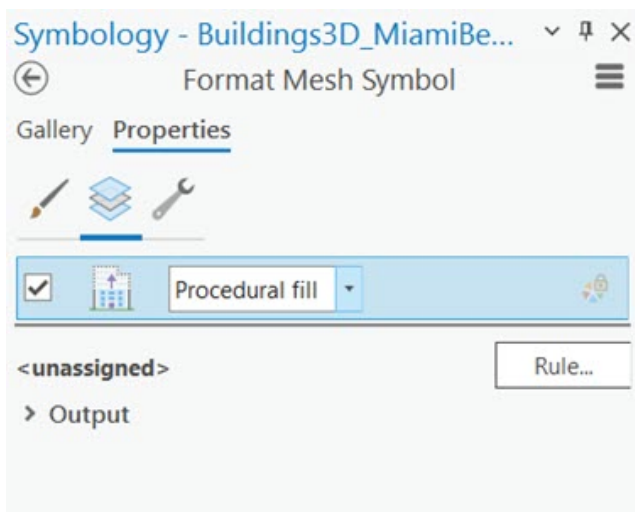 Symbology - Buildings3D_MiamiBe...
Format Mesh Symbol
Gallery Properties
Procedural fill
<unassigned> Rule...
Output